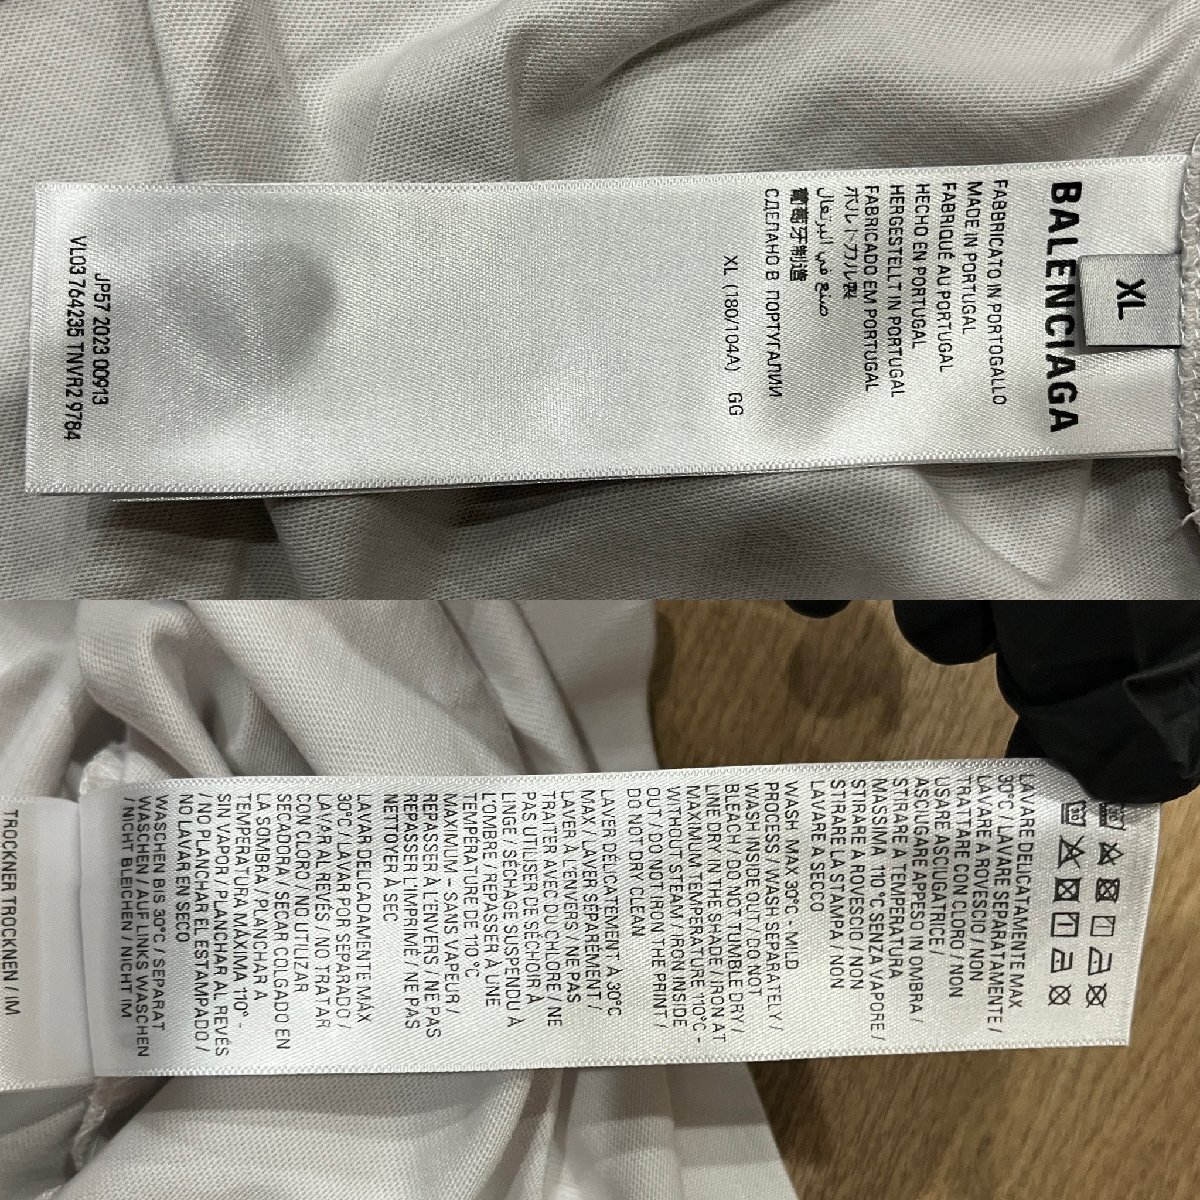 BALENCIAGA
XL
FABBRICATO IN PORTOGALLO
MADE IN PORTUGAL
FABRIQUÉ AU PORTUGAL
HECHO EN PORTUGAL
HERGESTELLT IN PORTUGAL
FABRICADO EM PORTUGAL
ポルトガル製
صنع في البرتغال
葡萄牙制造
СДЕЛАНО В ПОРТУГАЛИИ
XL (180/104A) GG
JP57 2023 00913
VL03 764235 TNVR2 9784
LAVARE DELICATAMENTE MAX
30°C / LAVARE SEPARATAMENTE /
LAVARE A ROVESCIO / NON
TRATTARE CON CLORO / NON
USARE ASCIUGATRICE /
ASCIUGARE APPESO IN OMBRA /
STIRARE A TEMPERATURA
MASSIMA 110°C SENZA VAPORE /
STIRARE A ROVESCIO / NON
STIRARE LA STAMPA / NON
LAVARE A SECCO
WASH MAX 30°C - MILD
PROCESS / WASH SEPARATELY /
WASH INSIDE OUT / DO NOT
BLEACH / DO NOT TUMBLE DRY /
LINE DRY IN THE SHADE / IRON AT
MAXIMUM TEMPERATURE 110°C -
WITHOUT STEAM / IRON INSIDE
OUT / DO NOT IRON THE PRINT /
DO NOT DRY CLEAN
LAVER DÉLICATEMENT À 30°C
MAX / LAVER SÉPARÉMENT /
LAVER À L'ENVERS / NE PAS
TRAITER AVEC DU CHLORE / NE
PAS UTILISER DE SÉCHOIR À
LINGE / SÉCHAGE SUSPENDU À
L'OMBRE / REPASSER À UNE
TEMPÉRATURE DE 110°C
MAXIMUM – SANS VAPEUR /
REPASSER À L'ENVERS / NE PAS
REPASSER L'IMPRIMÉ / NE PAS
NETTOYER À SEC
LAVAR DELICADAMENTE MÁX
30°C / LAVAR POR SEPARADO /
LAVAR AL REVÉS / NO TRATAR
CON CLORO / NO UTILIZAR
SECADORA / SECAR COLGADO EN
LA SOMBRA / PLANCHAR A
TEMPERATURA MÁXIMA 110° -
SIN VAPOR / PLANCHAR AL REVÉS
/ NO PLANCHAR EL ESTAMPADO /
NO LAVAR EN SECO
WASCHEN BIS 30°C / SEPARAT
WASCHEN / AUF LINKS WASCHEN
/ NICHT BLEICHEN / NICHT IM
TROCKNER TROCKNEN / IM